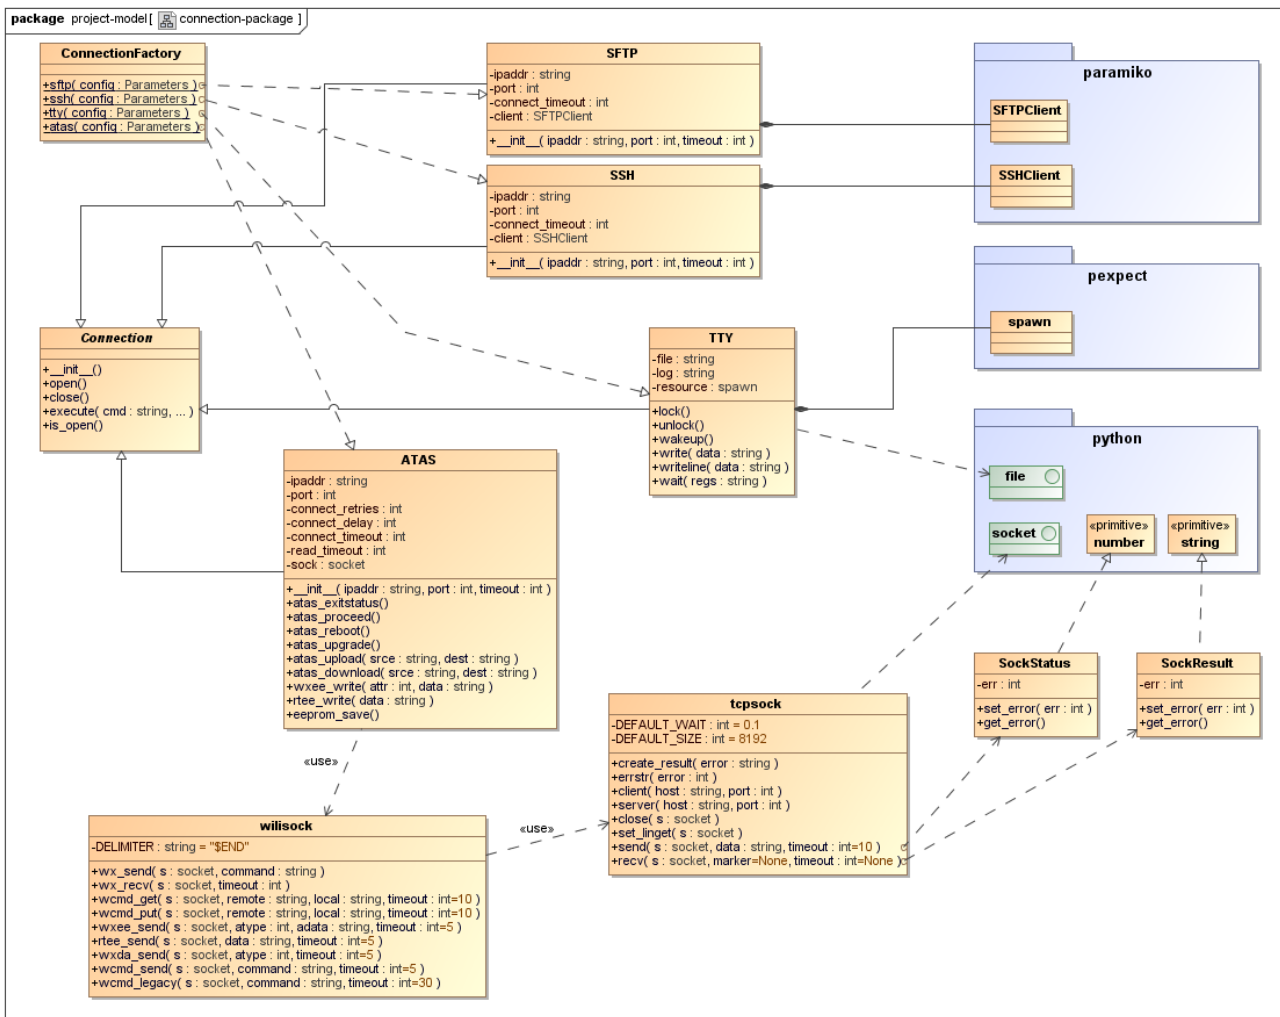 package project-model[ connection-package ]
ConnectionFactory
+sftp( config : Parameters )
+ssh( config : Parameters )
+tty( config : Parameters )
+atas( config : Parameters )
SFTP
-ipaddr : string
-port : int
-connect_timeout : int
-client : SFTPClient
+__init__( ipaddr : string, port : int, timeout : int )
paramiko
SFTPClient
SSHClient
SSH
-ipaddr : string
-port : int
-connect_timeout : int
-client : SSHClient
+__init__( ipaddr : string, port : int, timeout : int )
pexpect
spawn
Connection
+__init__()
+open()
+close()
+execute( cmd : string, ... )
+is_open()
TTY
-file : string
-log : string
-resource : spawn
+lock()
+unlock()
+wakeup()
+write( data : string )
+writeline( data : string )
+wait( regs : string )
python
file
socket
«primitive»
number
«primitive»
string
ATAS
-ipaddr : string
-port : int
-connect_retries : int
-connect_delay : int
-connect_timeout : int
-read_timeout : int
-sock : socket
+__init__( ipaddr : string, port : int, timeout : int )
+atas_exitstatus()
+atas_proceed()
+atas_reboot()
+atas_upgrade()
+atas_upload( srce : string, dest : string )
+atas_download( srce : string, dest : string )
+wxee_write( attr : int, data : string )
+rtee_write( data : string )
+eeprom_save()
SockStatus
-err : int
+set_error( err : int )
+get_error()
SockResult
-err : int
+set_error( err : int )
+get_error()
tcpsock
-DEFAULT_WAIT : int = 0.1
-DEFAULT_SIZE : int = 8192
+create_result( error : string )
+errstr( error : int )
+client( host : string, port : int )
+server( host : string, port : int )
+close( s : socket )
+set_linget( s : socket )
+send( s : socket, data : string, timeout : int=10 )
+recv( s : socket, marker=None, timeout : int=None )
«use»
«use»
wilisock
-DELIMITER : string = "$END"
+wx_send( s : socket, command : string )
+wx_recv( s : socket, timeout : int )
+wcmd_get( s : socket, remote : string, local : string, timeout : int=10 )
+wcmd_put( s : socket, remote : string, local : string, timeout : int=10 )
+wxee_send( s : socket, atype : int, adata : string, timeout : int=5 )
+rtee_send( s : socket, data : string, timeout : int=5 )
+wxda_send( s : socket, atype : int, timeout : int=5 )
+wcmd_send( s : socket, command : string, timeout : int=5 )
+wcmd_legacy( s : socket, command : string, timeout : int=30 )